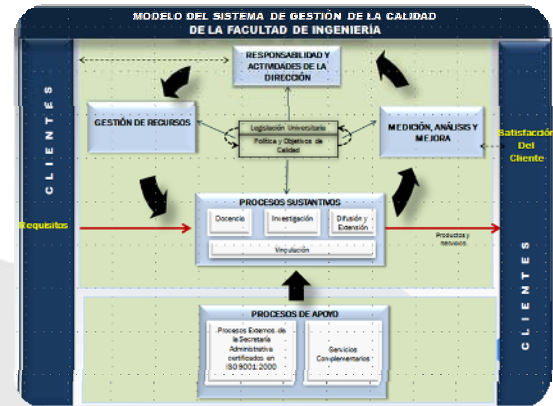 MODELO DEL SISTEMA DE GESTIÓN DE LA CALIDAD
DE LA FACULTAD DE INGENIERÍA
CLIENTES
RESPONSABILIDAD Y
ACTIVIDADES DE LA
DIRECCIÓN
GESTIÓN DE RECURSOS
Legislación Universitaria
Política y Objetivos de
Calidad
MEDICIÓN, ANÁLISIS Y
MEJORA
Satisfacción
Del
Cliente
PROCESOS SUSTANTIVOS
Docencia
Investigación
Difusión y
Extensión
Vinculación
Requisitos
Productos y
servicios
CLIENTES
PROCESOS DE APOYO
Procesos Externos de
la Secretaría
Administrativa
certificados en
ISO 9001:2000
Servicios
Complementarios